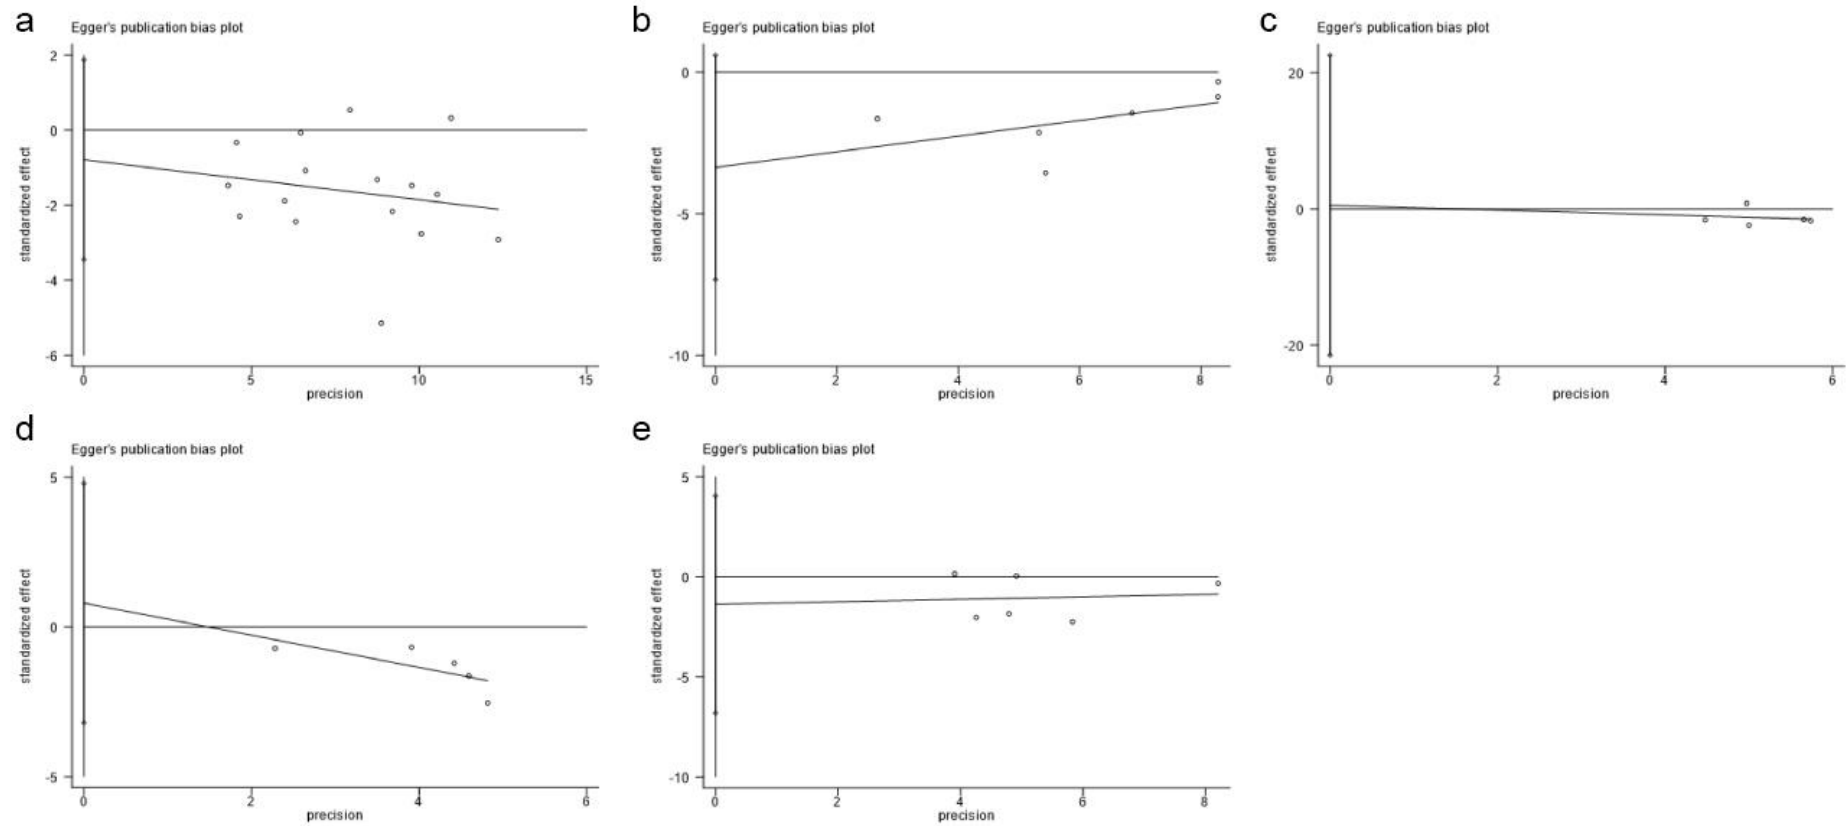 a
Egger's publication bias plot
standardized effect
2
0
-2
-4
-6
0 5 10 15
precision
b
Egger's publication bias plot
standardized effect
0
-5
-10
0 2 4 6 8
precision
c
Egger's publication bias plot
standardized effect
20
0
-20
0 2 4 6
precision
d
Egger's publication bias plot
standardized effect
5
0
-5
0 2 4 6
precision
e
Egger's publication bias plot
standardized effect
5
0
-5
-10
0 2 4 6 8
precision